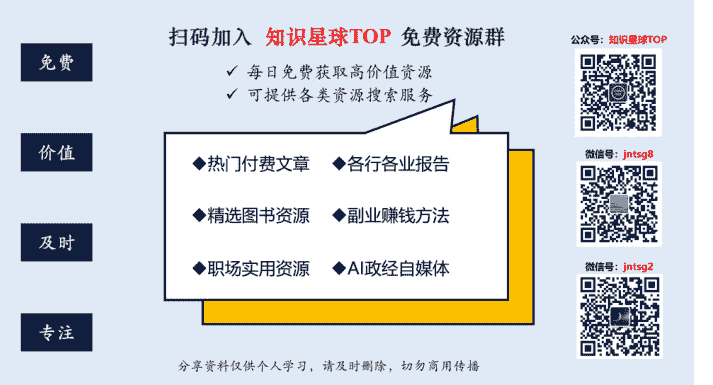 扫码加入 知识星球TOP 免费资源群
✓ 每日免费获取高价值资源
✓ 可提供各类资源搜索服务
免费
价值
及时
专注
◆热门付费文章 ◆各行各业报告
◆精选图书资源 ◆副业赚钱方法
◆职场实用资源 ◆AI政经自媒体
公众号：知识星球TOP
微信号：jntsg8
微信号：jntsg2
分享资料仅供个人学习，请及时删除，切勿商用传播